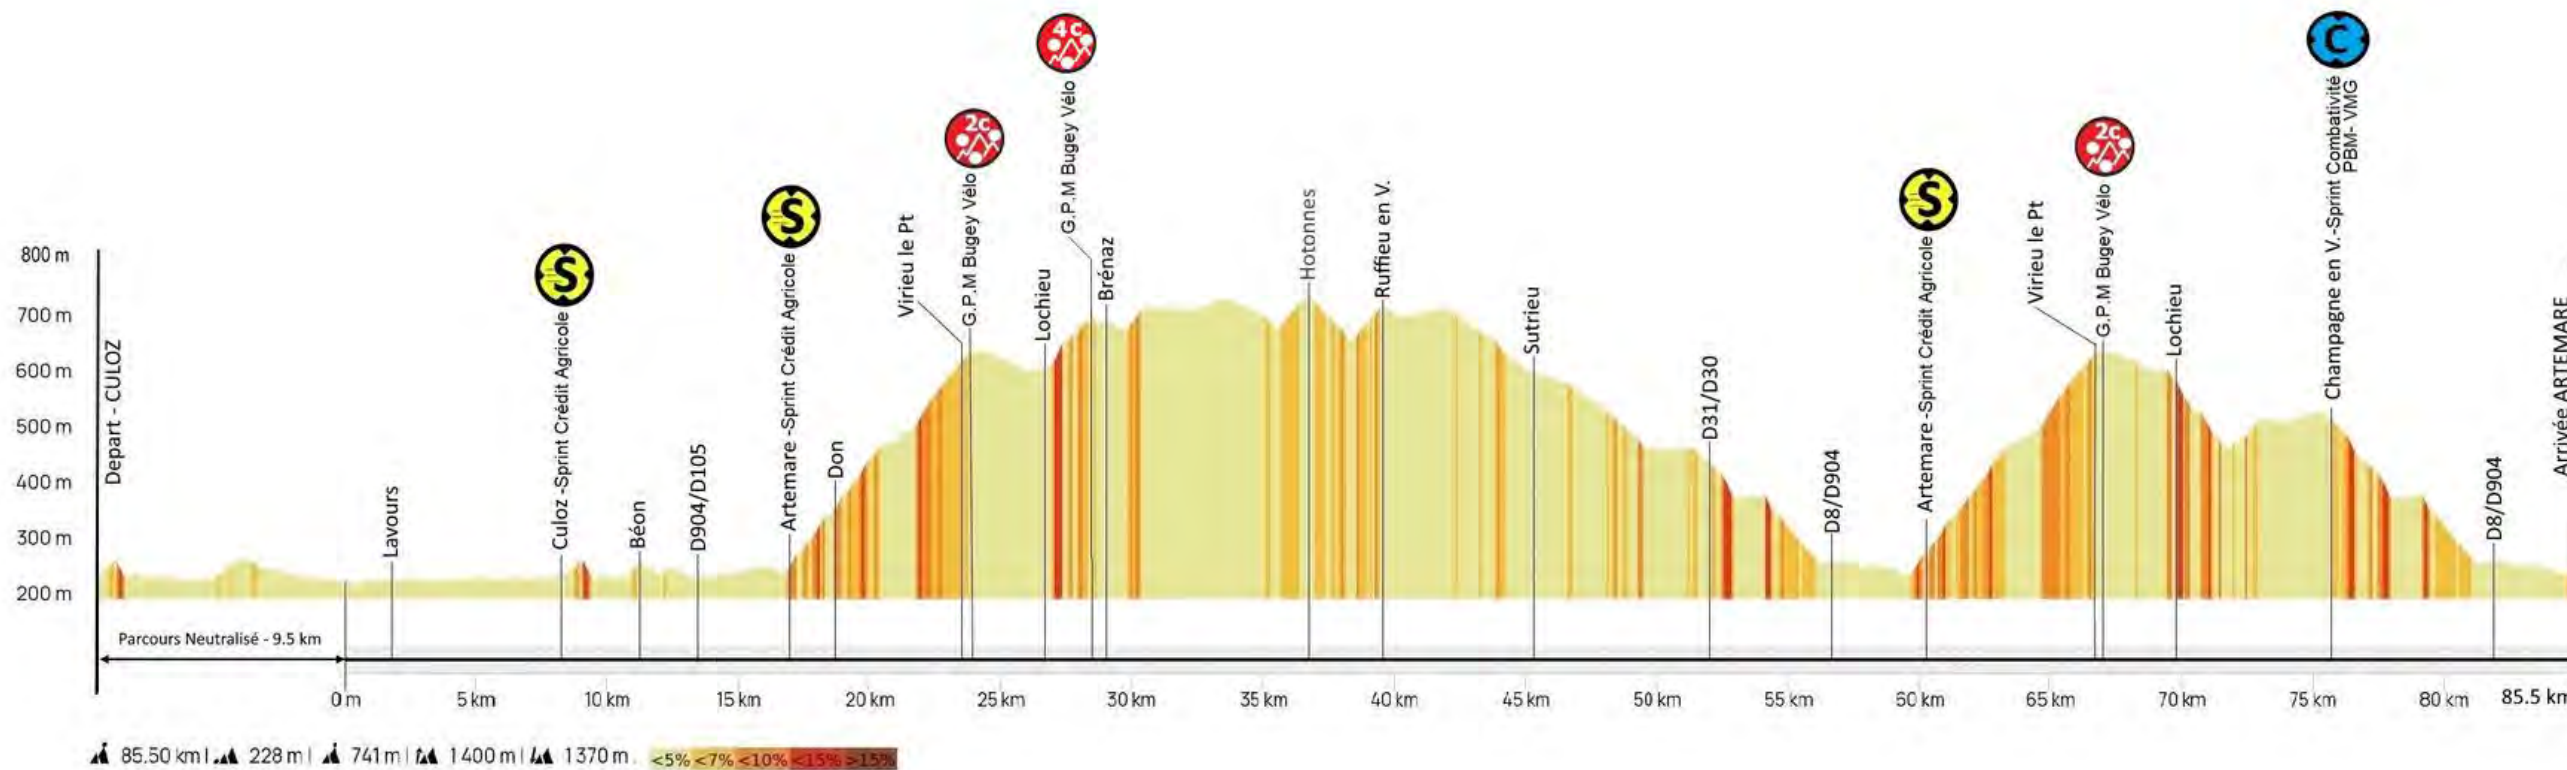 4c
C
2c
2c
S
S
S
800 m
700 m
600 m
500 m
400 m
300 m
200 m
Depart - CULOZ
Lavours
Culoz -Sprint Crédit Agricole
Béon
D904/D105
Artemare -Sprint Crédit Agricole
Don
Virieu le Pt
G.P.M Bugey Vélo
Lochieu
G.P.M Bugey Vélo
Brénaz
Hotonnes
Ruffieu en V.
Sutrieu
D31/D30
D8/D904
Artemare -Sprint Crédit Agricole
Virieu le Pt
G.P.M Bugey Vélo
Lochieu
Champagne en V.-Sprint Combativité
PBM- VMG
D8/D904
Arrivée ARTEMARE
Parcours Neutralisé - 9.5 km
0 m 5 km 10 km 15 km 20 km 25 km 30 km 35 km 40 km 45 km 50 km 55 km 60 km 65 km 70 km 75 km 80 km 85.5 km
85.50 km | 228 m | 741 m | 1400 m | 1370 m . <5% <7% <10% <15% >15%